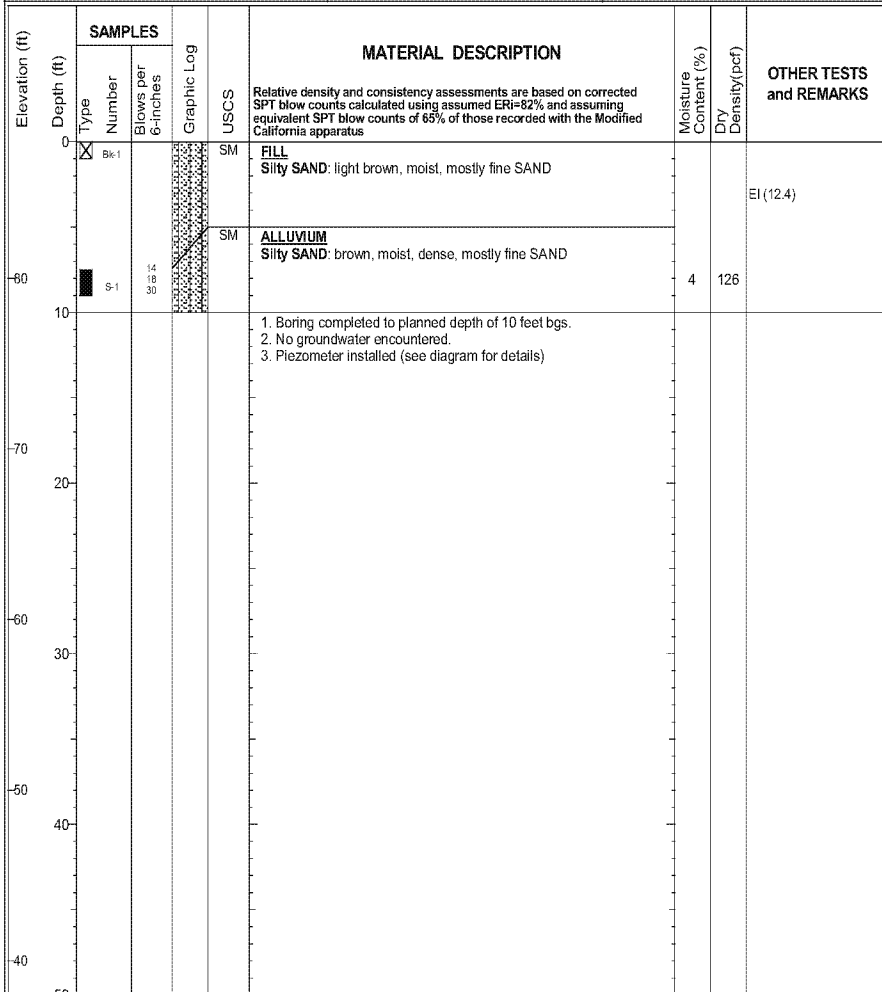 SAMPLES
Elevation (ft)
Depth (ft)
Type
Number
Blows per
6-inches
Graphic Log
USCS
MATERIAL DESCRIPTION
Relative density and consistency assessments are based on corrected
SPT blow counts calculated using assumed ERi=82% and assuming
equivalent SPT blow counts of 65% of those recorded with the Modified
California apparatus
Moisture
Content (%)
Dry
Density(pcf)
OTHER TESTS
and REMARKS
0
Bk-1
SM
FILL
Silty SAND: light brown, moist, mostly fine SAND
EI (12.4)
SM
ALLUVIUM
Silty SAND: brown, moist, dense, mostly fine SAND
80
S-1
14
18
30
4
126
10
1. Boring completed to planned depth of 10 feet bgs.
2. No groundwater encountered.
3. Piezometer installed (see diagram for details)
70
20
60
30
50
40
40